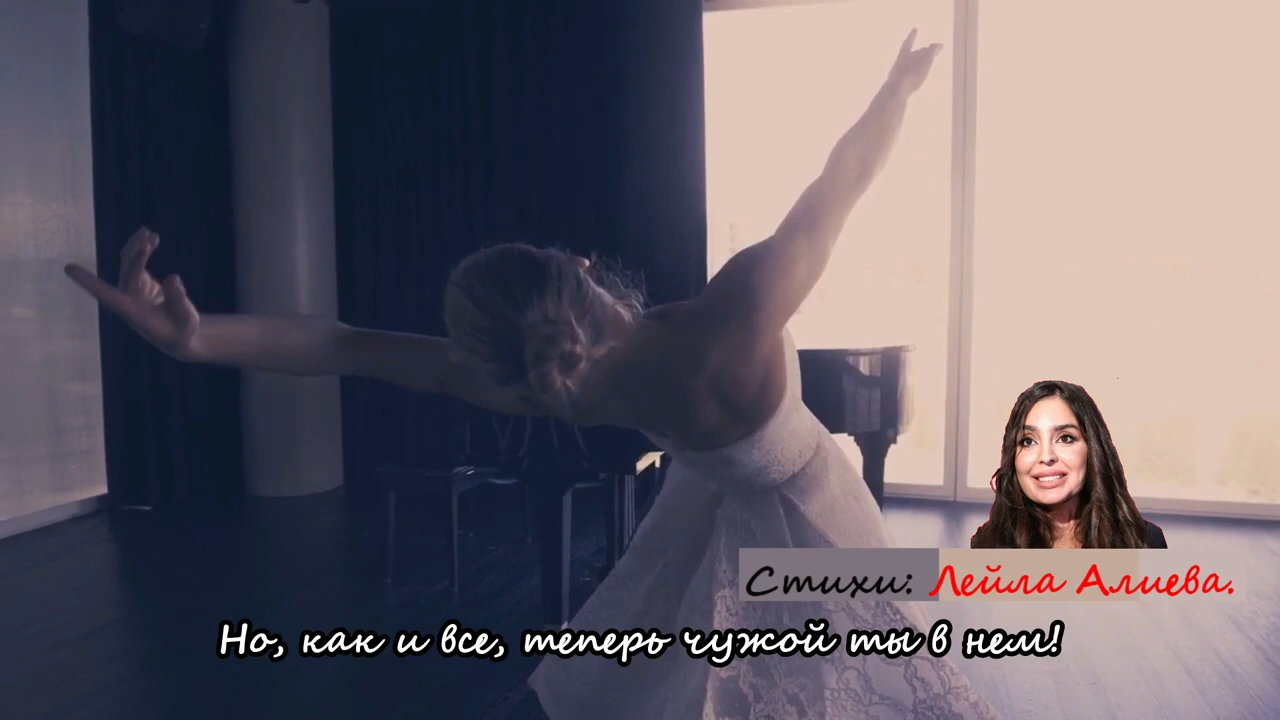 Стихи: Лейла Алиева.
Но, как и все, теперь чужой ты в нем!